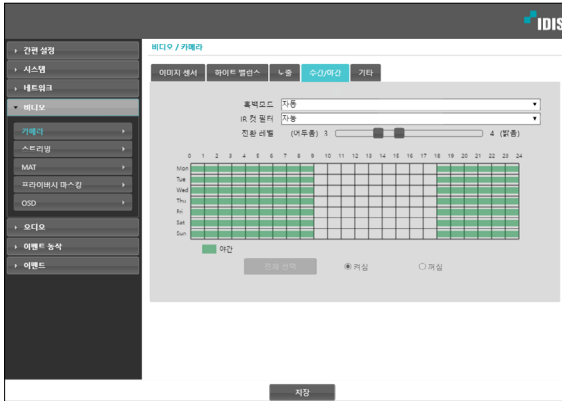 IDIS
비디오 / 카메라
간편 설정
시스템
네트워크
비디오
카메라
스트리밍
MAT
프라이버시 마스킹
OSD
오디오
이벤트 동작
이벤트
이미지 센서 화이트 밸런스 노출 주간/야간 기타
흑백모드 자동
IR 컷 필터 자동
전환 레벨 (어두움) 3 4 (밝음)
0 1 2 3 4 5 6 7 8 9 10 11 12 13 14 15 16 17 18 19 20 21 22 23 24
Mon
Tue
Wed
Thu
Fri
Sat
Sun
야간
전체 선택 켜짐 꺼짐
저장